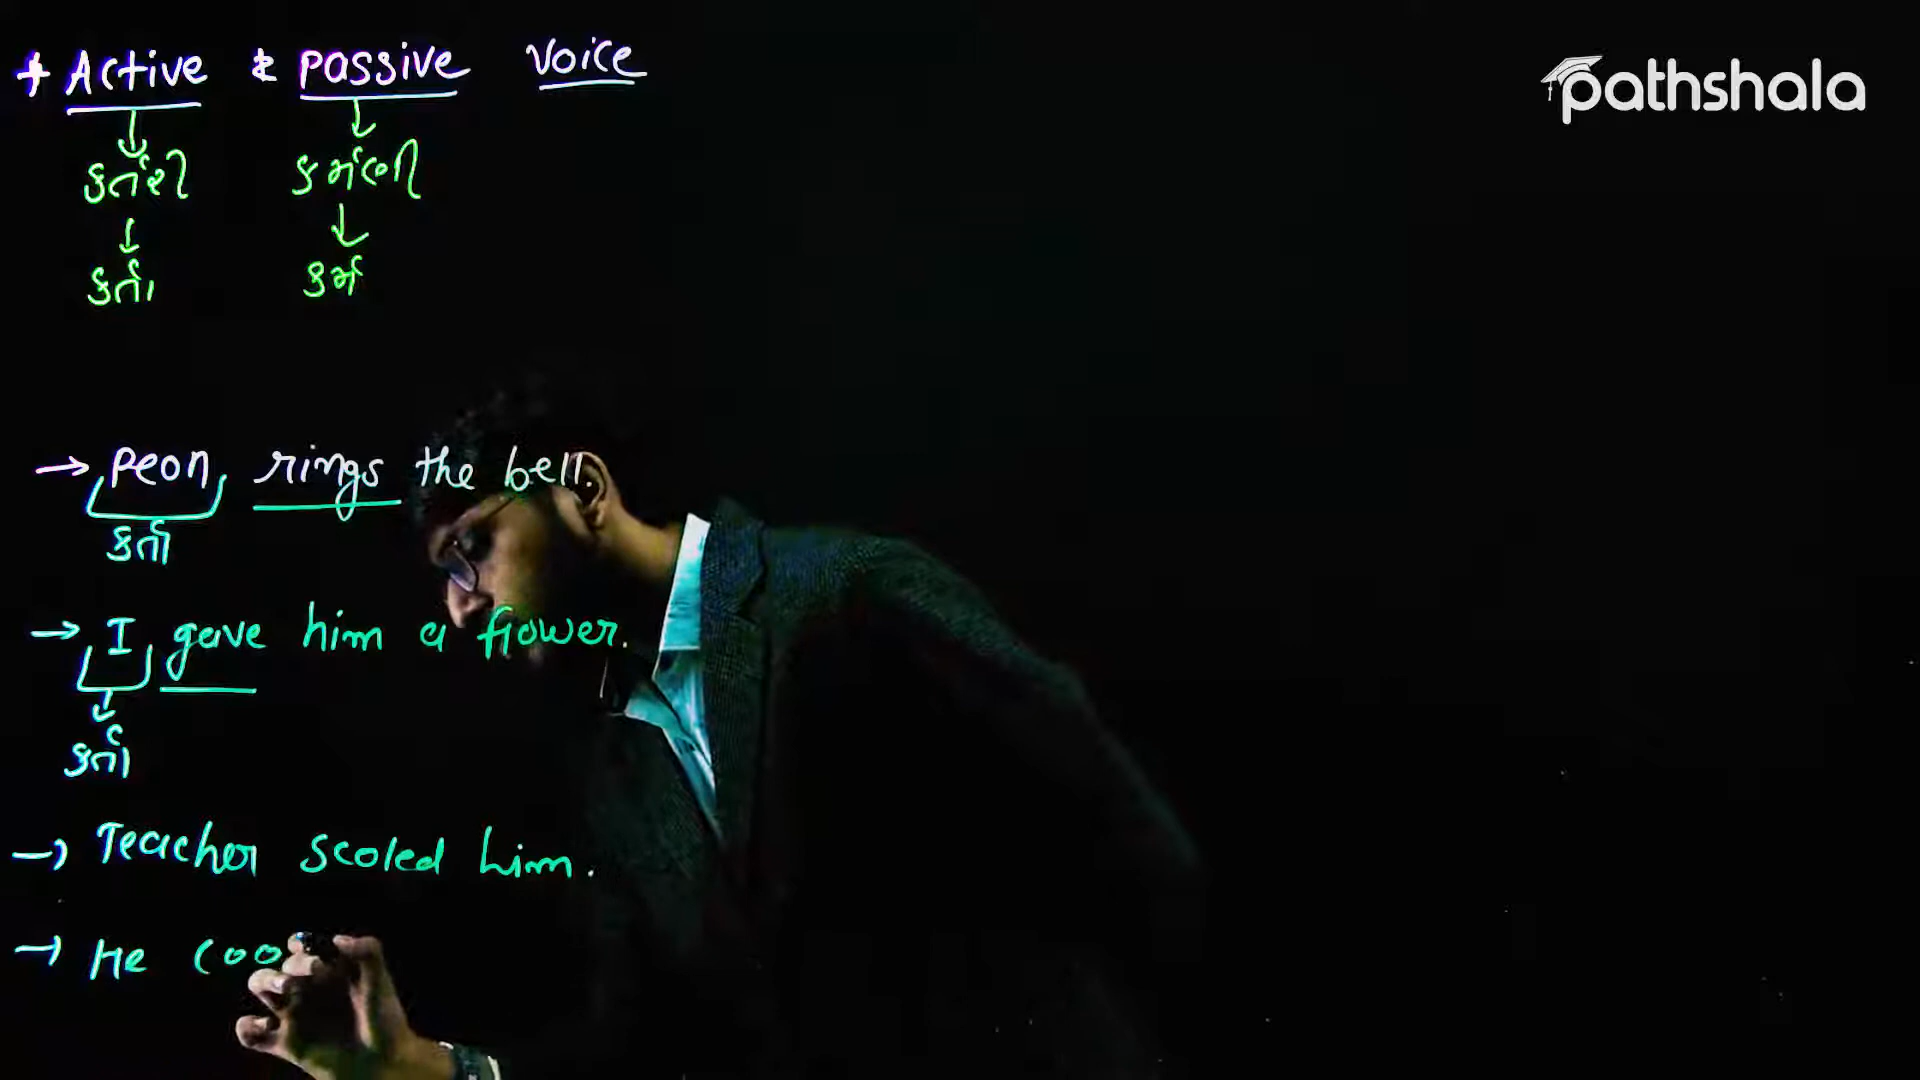 + Active & passive voice
pathshala
કર્તરી કર્મણી
કર્તા કર્મ
→ peon rings the bell.
કર્તા
→ I gave him a flower.
કર્તા
→ Teacher scoled him.
→ He coo